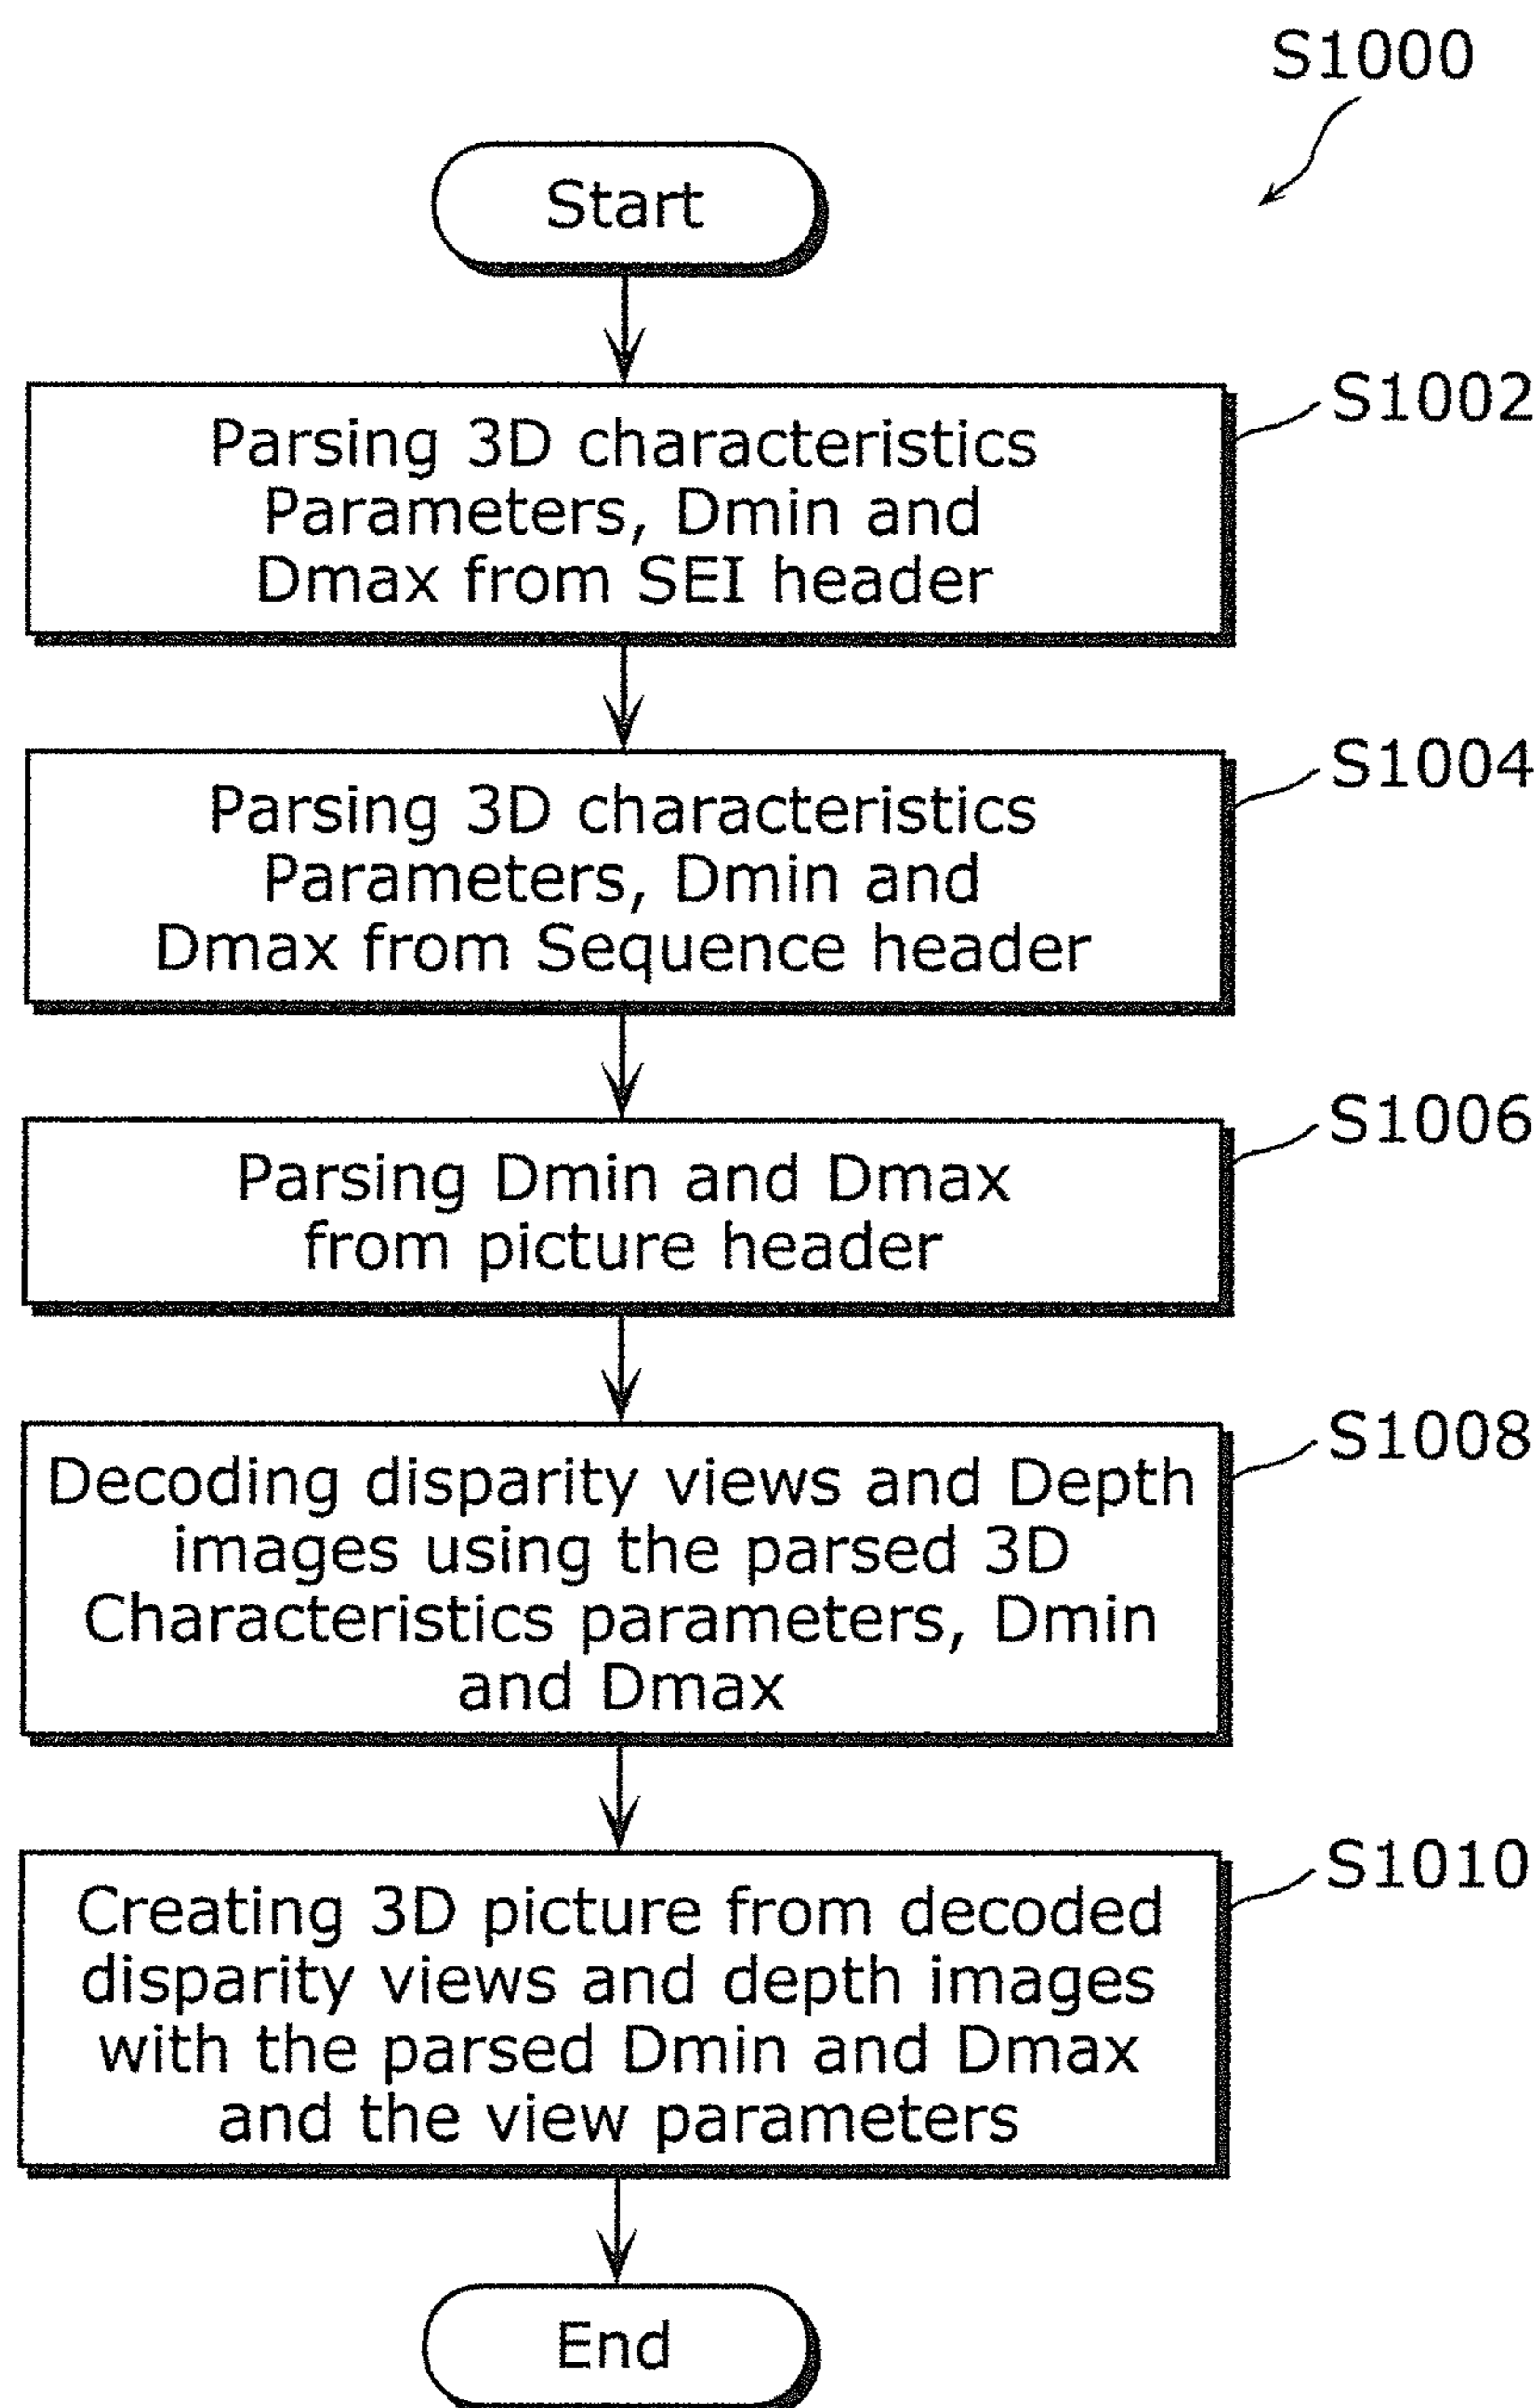 S1000
Start
S1002
Parsing 3D characteristics
Parameters, Dmin and
Dmax from SEI header
S1004
Parsing 3D characteristics
Parameters, Dmin and
Dmax from Sequence header
S1006
Parsing Dmin and Dmax
from picture header
S1008
Decoding disparity views and Depth
images using the parsed 3D
Characteristics parameters, Dmin
and Dmax
S1010
Creating 3D picture from decoded
disparity views and depth images
with the parsed Dmin and Dmax
and the view parameters
End